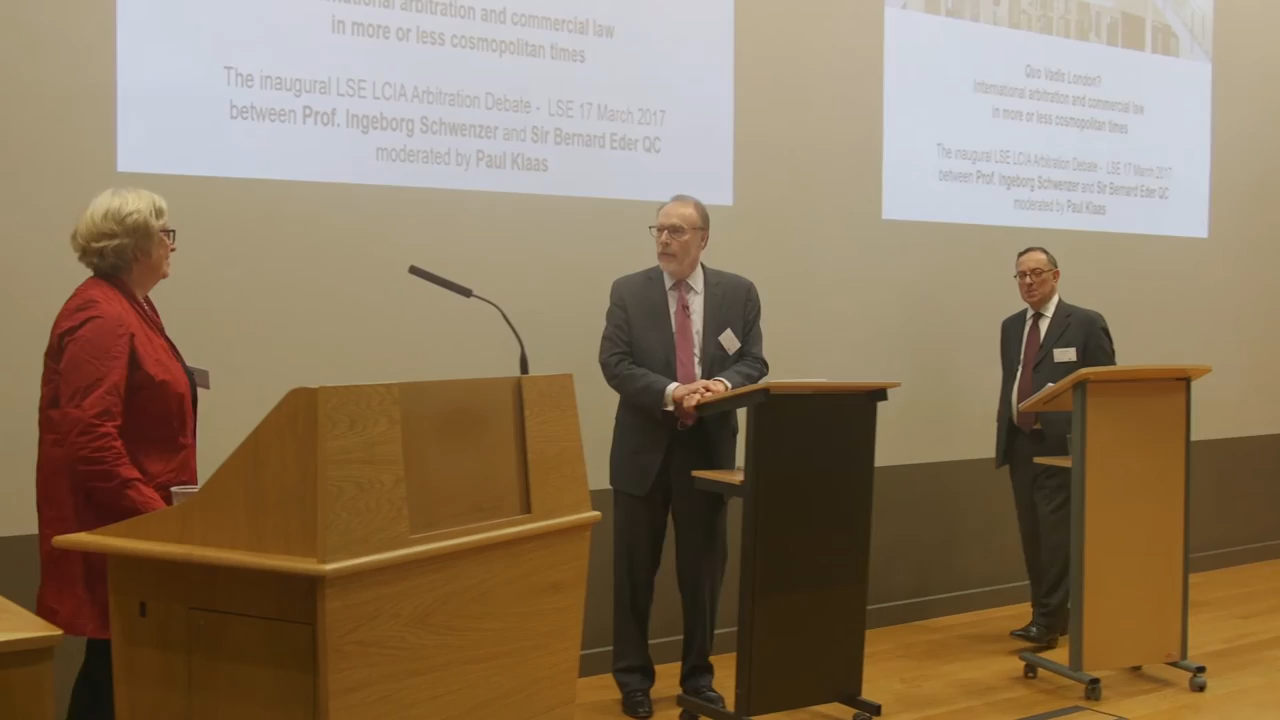 national arbitration and commercial law
in more or less cosmopolitan times
The inaugural LSE LCIA Arbitration Debate - LSE 17 March 2017
between Prof. Ingeborg Schwenzer and Sir Bernard Eder QC
moderated by Paul Klaas
Quo Vadis London?
International arbitration and commercial law
in more or less cosmopolitan times
The inaugural LSE LCIA Arbitration Debate - LSE 17 March 2017
between Prof. Ingeborg Schwenzer and Sir Bernard Eder QC
moderated by Paul Klaas